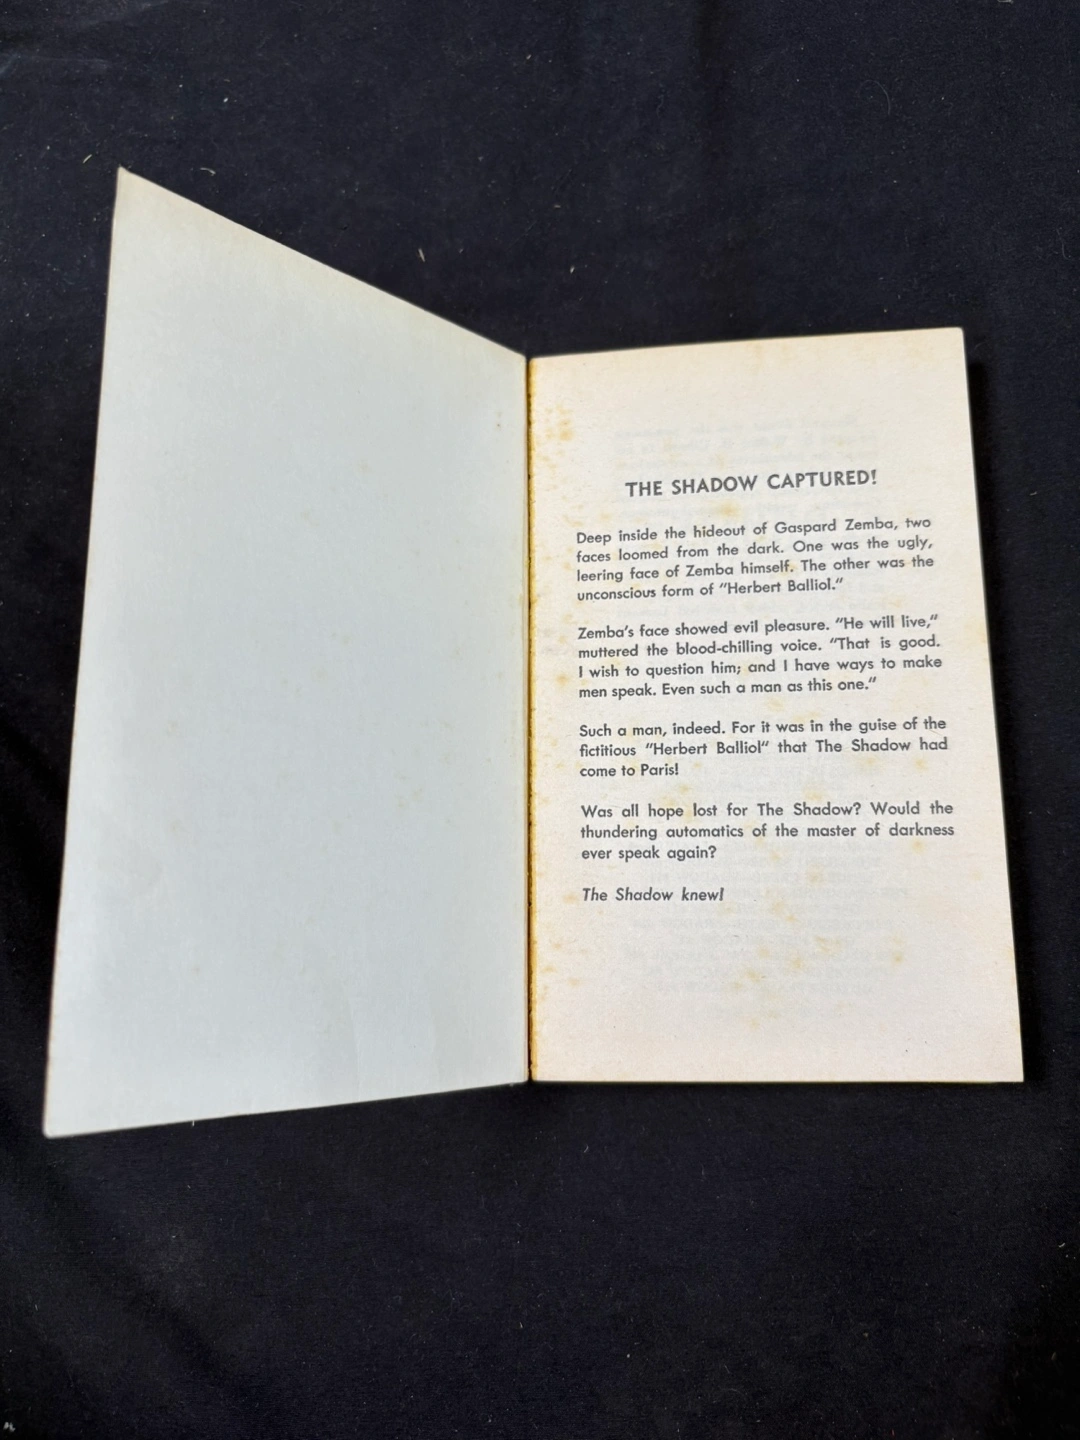 THE SHADOW CAPTURED!
Deep inside the hideout of Gaspard Zemba, two
faces loomed from the dark. One was the ugly,
leering face of Zemba himself. The other was the
unconscious form of "Herbert Balliol."
Zemba's face showed evil pleasure. "He will live,"
muttered the blood-chilling voice. "That is good.
I wish to question him; and I have ways to make
men speak. Even such a man as this one."
Such a man, indeed. For it was in the guise of the
fictitious "Herbert Balliol" that The Shadow had
come to Paris!
Was all hope lost for The Shadow? Would the
thundering automatics of the master of darkness
ever speak again?
The Shadow knew!